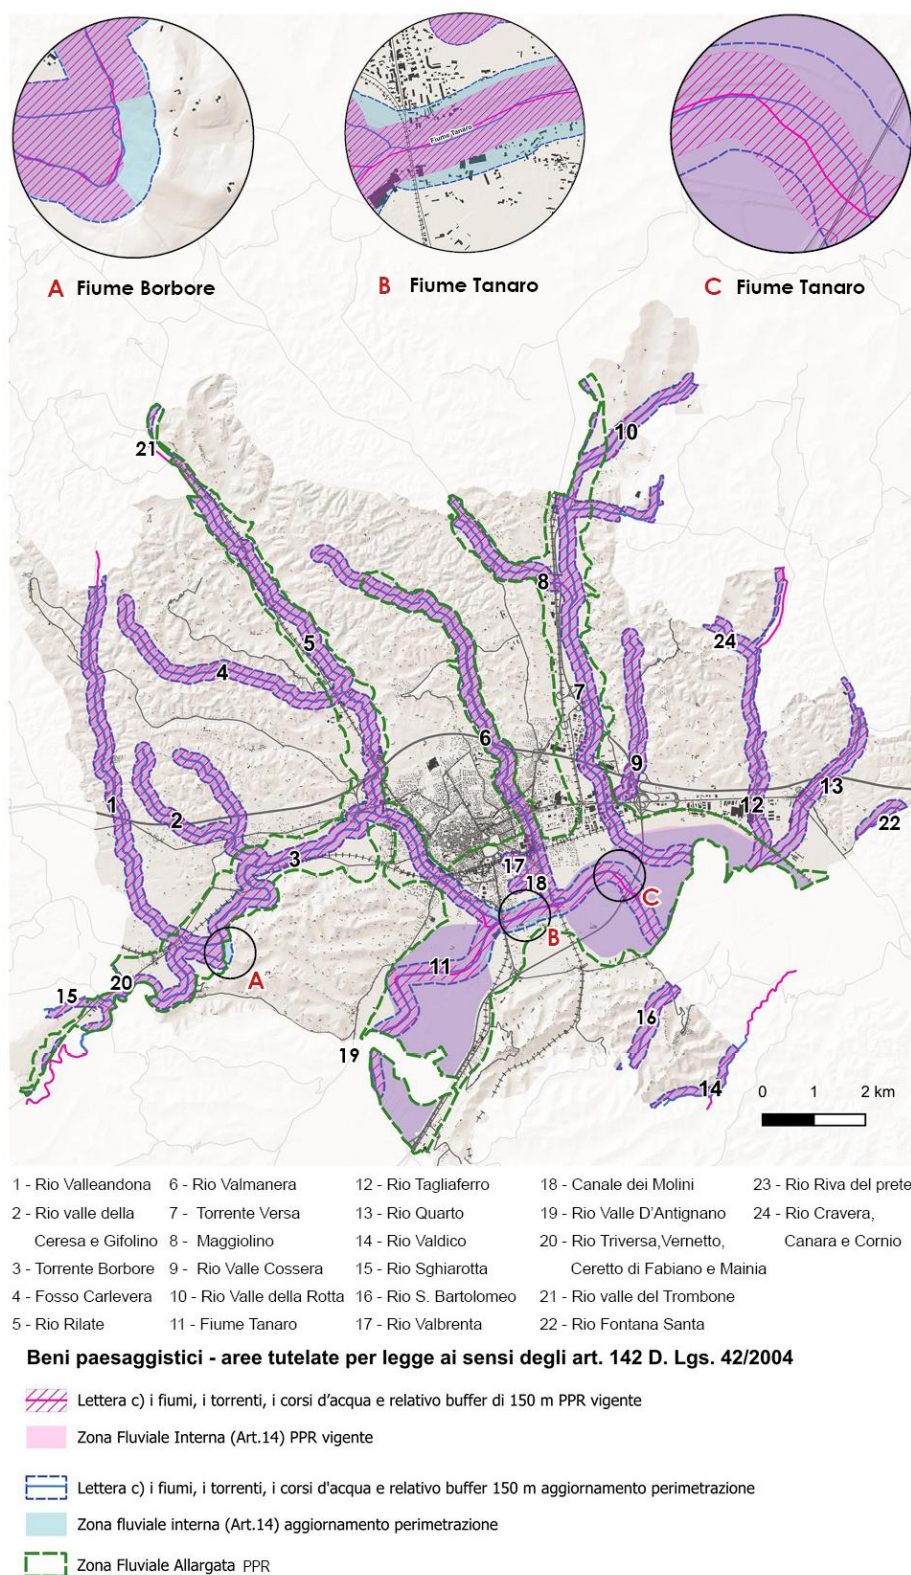 Fiume Tanaro
A Fiume Borbore
B Fiume Tanaro
C Fiume Tanaro
21
10
8
5
4
24
7
6
9
1
2
13
12
22
3
17
18
C
B
11
A
20
15
16
19
14
0 1 2 km
1 - Rio Valleandona
2 - Rio valle della
Ceresa e Gifolino
3 - Torrente Borbore
4 - Fosso Carlevera
5 - Rio Rilate
6 - Rio Valmanera
7 - Torrente Versa
8 - Maggiolino
9 - Rio Valle Cossera
10 - Rio Valle della Rotta
11 - Fiume Tanaro
12 - Rio Tagliaferro
13 - Rio Quarto
14 - Rio Valdico
15 - Rio Sghiarotta
16 - Rio S. Bartolomeo
17 - Rio Valbrenta
18 - Canale dei Molini
19 - Rio Valle D'Antignano
20 - Rio Triversa,Vernetto,
Ceretto di Fabiano e Mainia
21 - Rio valle del Trombone
22 - Rio Fontana Santa
23 - Rio Riva del prete
24 - Rio Cravera,
Canara e Cornio
Beni paesaggistici - aree tutelate per legge ai sensi degli art. 142 D. Lgs. 42/2004
Lettera c) i fiumi, i torrenti, i corsi d'acqua e relativo buffer di 150 m PPR vigente
Zona Fluviale Interna (Art.14) PPR vigente
Lettera c) i fiumi, i torrenti, i corsi d'acqua e relativo buffer 150 m aggiornamento perimetrazione
Zona fluviale interna (Art.14) aggiornamento perimetrazione
Zona Fluviale Allargata PPR